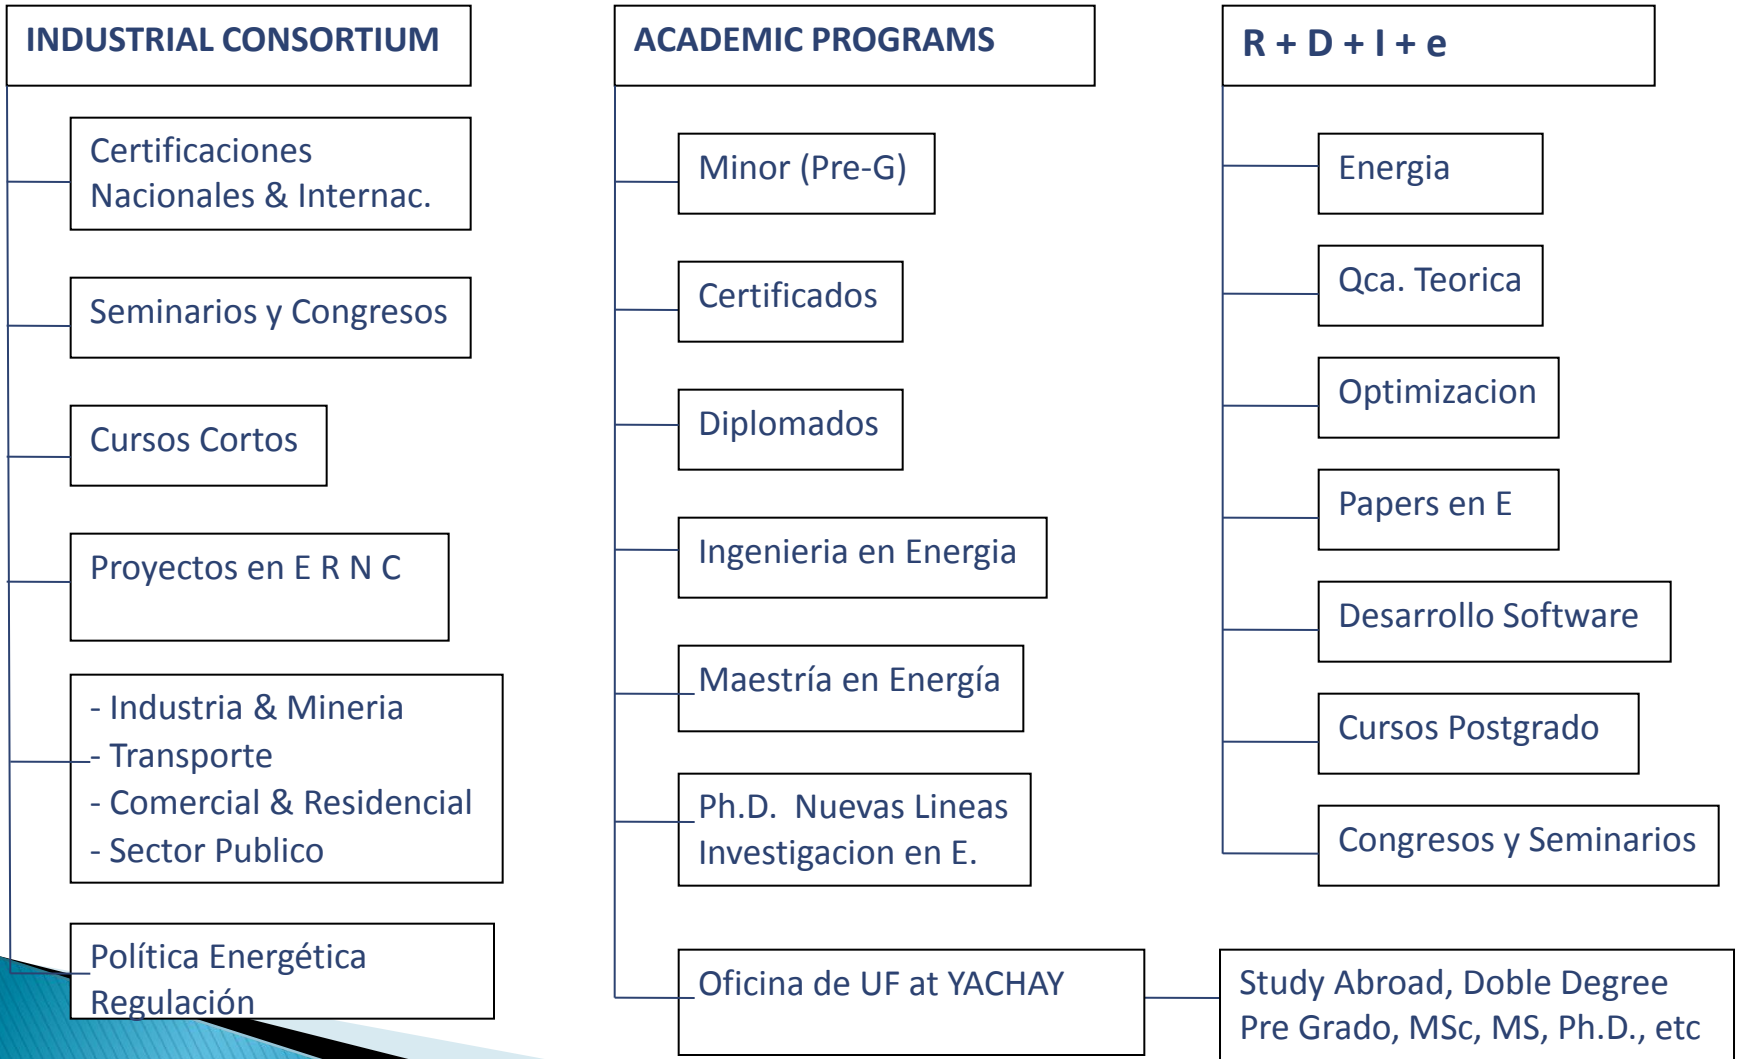 INDUSTRIAL CONSORTIUM
Certificaciones
Nacionales & Internac.
Seminarios y Congresos
Cursos Cortos
Proyectos en E R N C
- Industria & Mineria
- Transporte
- Comercial & Residencial
- Sector Publico
Política Energética
Regulación
ACADEMIC PROGRAMS
Minor (Pre-G)
Certificados
Diplomados
Ingenieria en Energia
Maestría en Energía
Ph.D. Nuevas Lineas
Investigacion en E.
Oficina de UF at YACHAY
Study Abroad, Doble Degree
Pre Grado, MSc, MS, Ph.D., etc
R + D + I + e
Energia
Qca. Teorica
Optimizacion
Papers en E
Desarrollo Software
Cursos Postgrado
Congresos y Seminarios